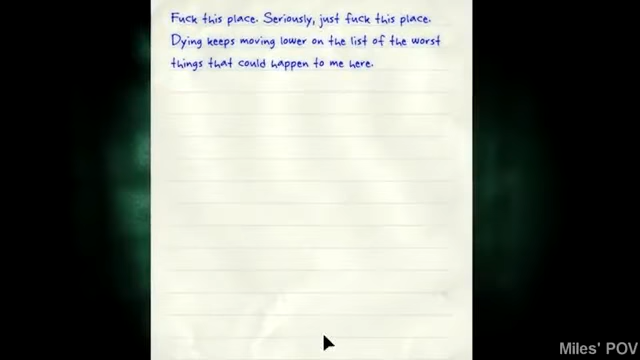 Fuck this place. Seriously, just fuck this place.
Dying keeps moving lower on the list of the worst
things that could happen to me here.
Miles' POV